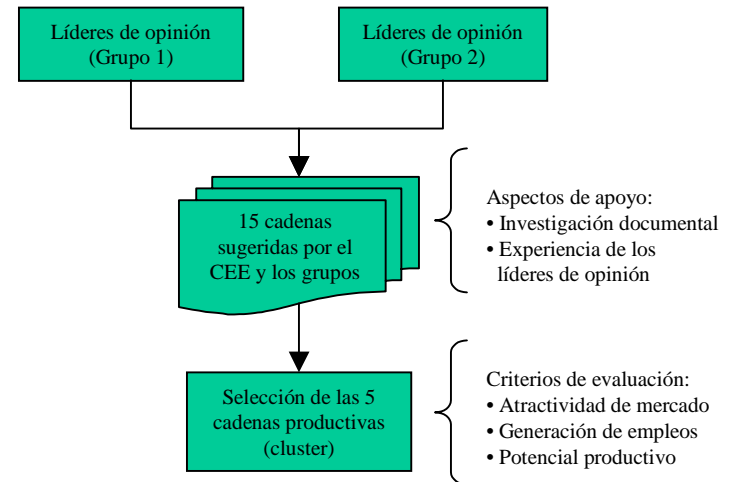 Líderes de opinión
(Grupo 1)
Líderes de opinión
(Grupo 2)
15 cadenas
sugeridas por el
CEE y los grupos
Aspectos de apoyo:
• Investigación documental
• Experiencia de los
líderes de opinión
Selección de las 5
cadenas productivas
(cluster)
Criterios de evaluación:
• Atractividad de mercado
• Generación de empleos
• Potencial productivo